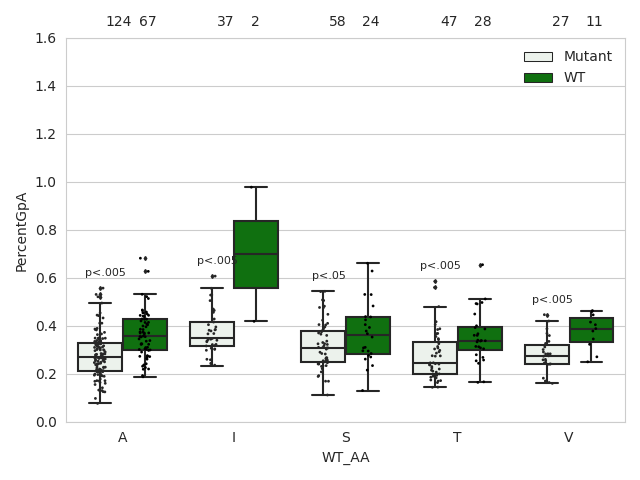 124 67 37 2 58 24 47 28 27 11
1.6
Mutant
WT
1.4
1.2
1.0
0.8
0.6
0.4
0.2
0.0
PercentGpA
p<.005
p<.005
p<.05
p<.005
p<.005
A I S T V
WT_AA